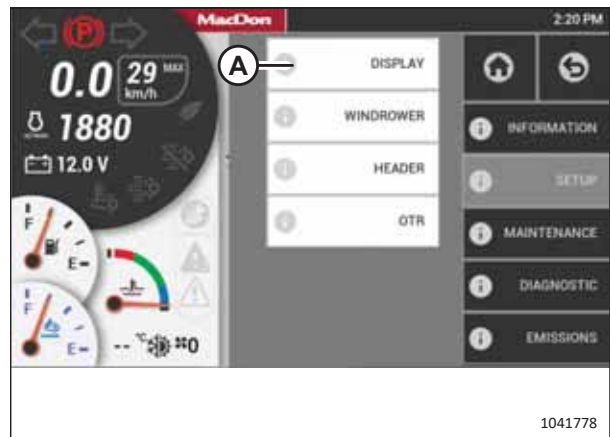 MacDon
2:20 PM
P
0.0
29 MAX
km/h
1880
12.0 V
F
E
F
E
-- °C
0
A
DISPLAY
WINDROWER
HEADER
OTR
INFORMATION
SETUP
MAINTENANCE
DIAGNOSTIC
EMISSIONS
1041778